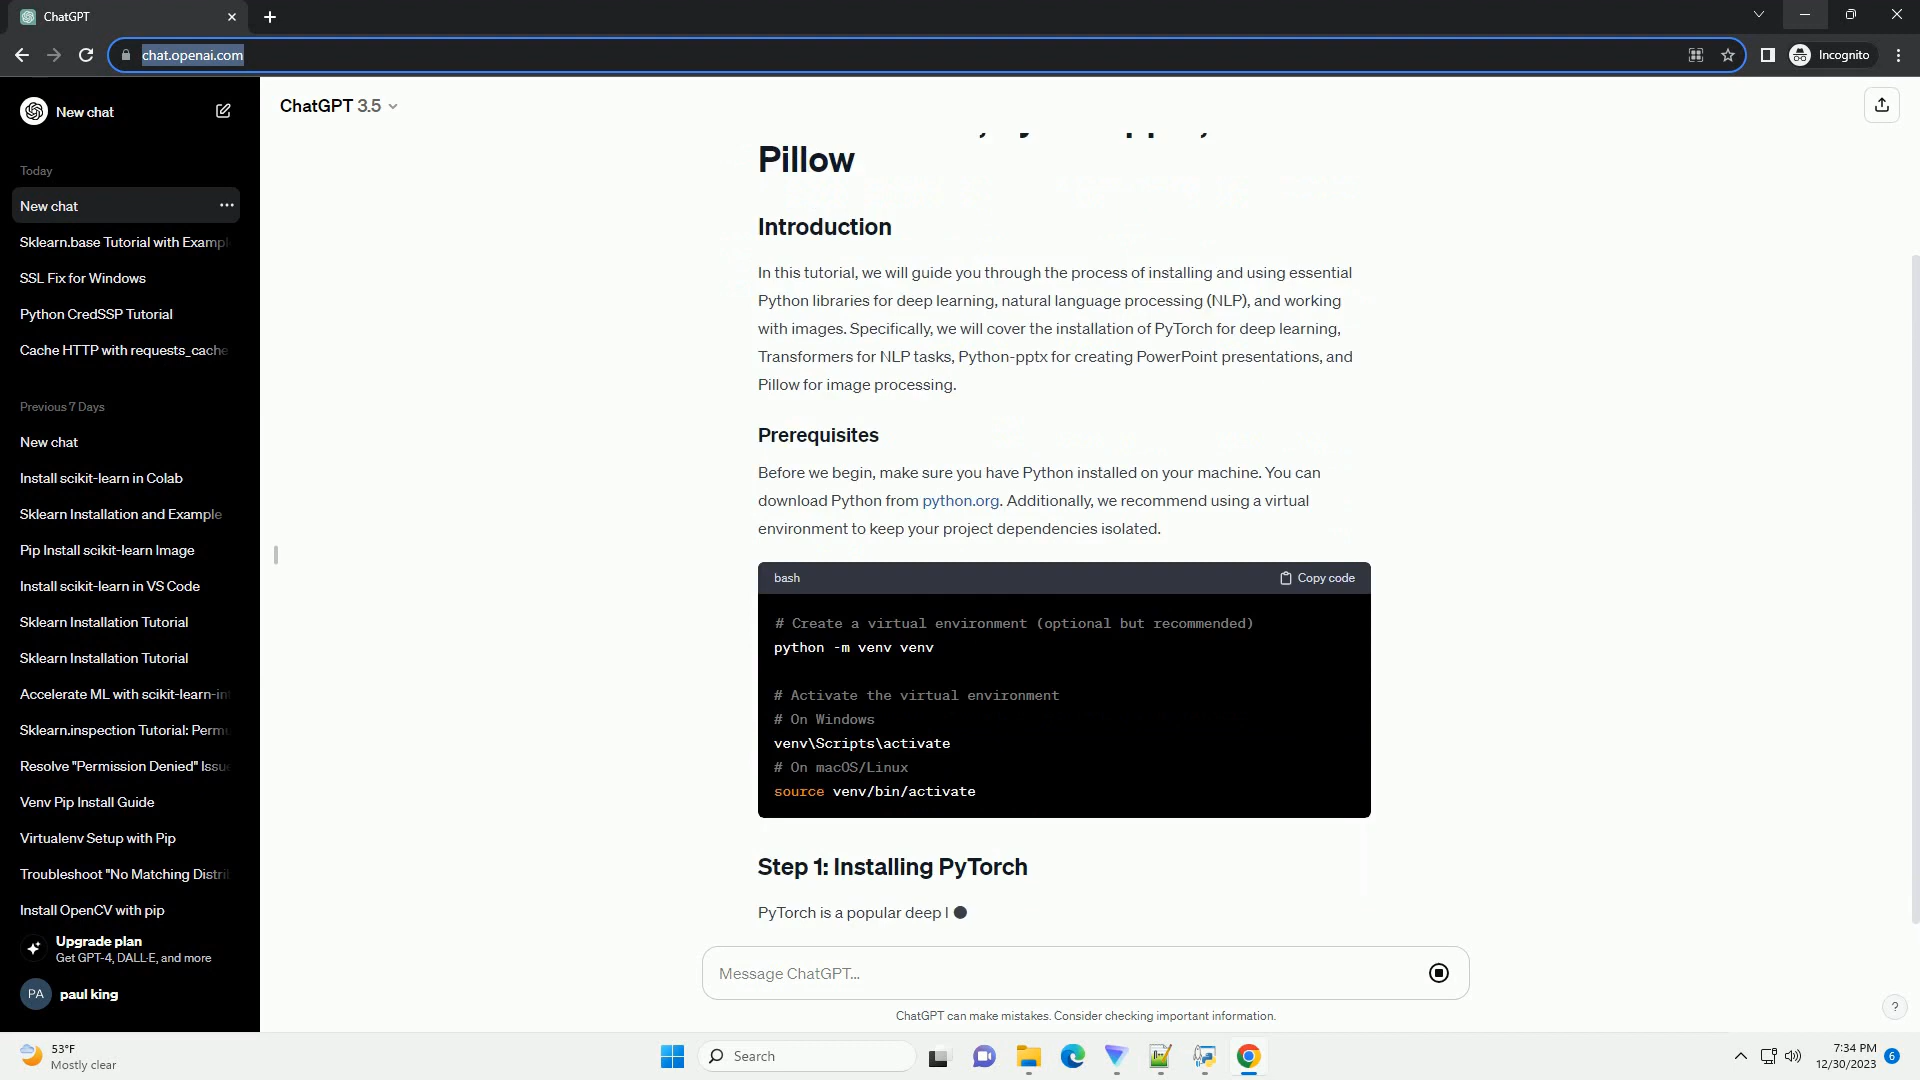 ChatGPT
chat.openai.com
Incognito
New chat
Today
New chat
Sklearn.base Tutorial with Exampl
SSL Fix for Windows
Python CredSSP Tutorial
Cache HTTP with requests_cache
Previous 7 Days
New chat
Install scikit-learn in Colab
Sklearn Installation and Example
Pip Install scikit-learn Image
Install scikit-learn in VS Code
Sklearn Installation Tutorial
Sklearn Installation Tutorial
Accelerate ML with scikit-learn-in
Sklearn.inspection Tutorial: Permu
Resolve "Permission Denied" Issue
Venv Pip Install Guide
Virtualenv Setup with Pip
Troubleshoot "No Matching Distri
Install OpenCV with pip
Upgrade plan
Get GPT-4, DALL·E, and more
PA paul king
ChatGPT 3.5
Pillow
Introduction
In this tutorial, we will guide you through the process of installing and using essential
Python libraries for deep learning, natural language processing (NLP), and working
with images. Specifically, we will cover the installation of PyTorch for deep learning,
Transformers for NLP tasks, Python-pptx for creating PowerPoint presentations, and
Pillow for image processing.
Prerequisites
Before we begin, make sure you have Python installed on your machine. You can
download Python from python.org. Additionally, we recommend using a virtual
environment to keep your project dependencies isolated.
bash
Copy code
# Create a virtual environment (optional but recommended)
python -m venv venv
# Activate the virtual environment
# On Windows
venv\Scripts\activate
# On macOS/Linux
source venv/bin/activate
Step 1: Installing PyTorch
PyTorch is a popular deep l
Message ChatGPT...
ChatGPT can make mistakes. Consider checking important information.
?
53°F
Mostly clear
Search
7:34 PM
12/30/2023
6